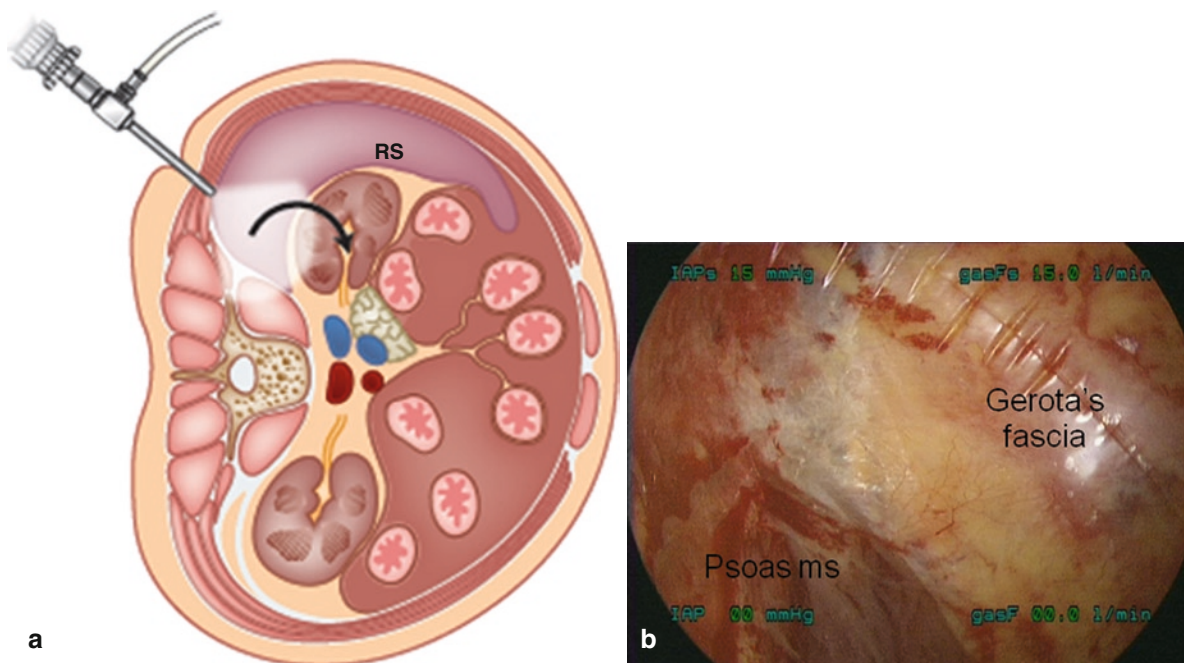 RS
a
IAPs 15 mmHg
gasFs 15.0 l/min
Gerota's
fascia
Psoas ms
IAP 00 mmHg
gasF 00.0 l/min
b